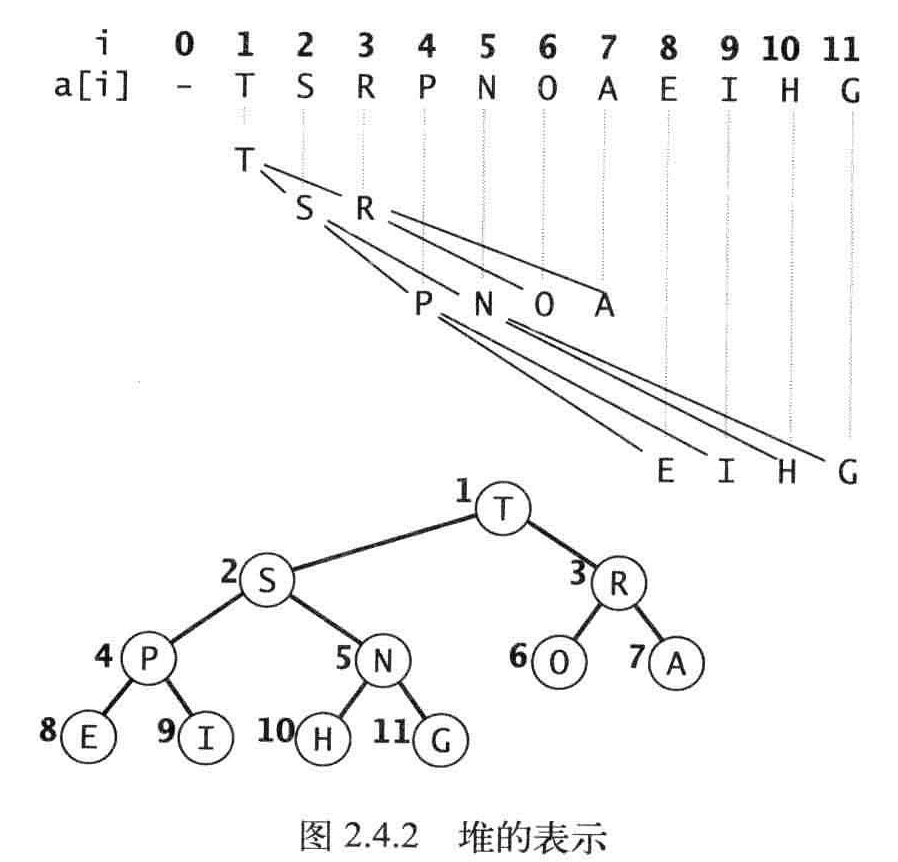 i 0 1 2 3 4 5 6 7 8 9 10 11
a[i] - T S R P N O A E I H G
T
S R
P N O A
E I H G
1 T
2 S 3 R
4 P 5 N 6 O 7 A
8 E 9 I 10 H 11 G
图 2.4.2 堆的表示